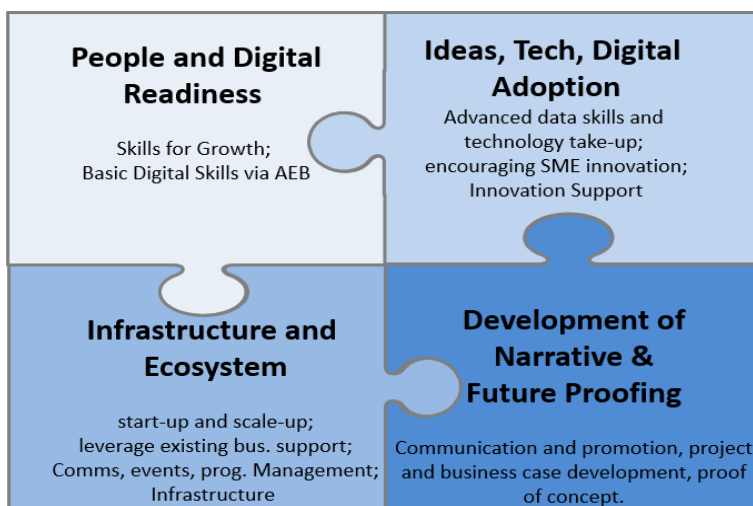 People and Digital
Readiness
Skills for Growth;
Basic Digital Skills via AEB
Ideas, Tech, Digital
Adoption
Advanced data skills and
technology take-up;
encouraging SME innovation;
Innovation Support
Infrastructure and
Ecosystem
start-up and scale-up;
leverage existing bus. support;
Comms, events, prog. Management;
Infrastructure
Development of
Narrative &
Future Proofing
Communication and promotion, project
and business case development, proof
of concept.